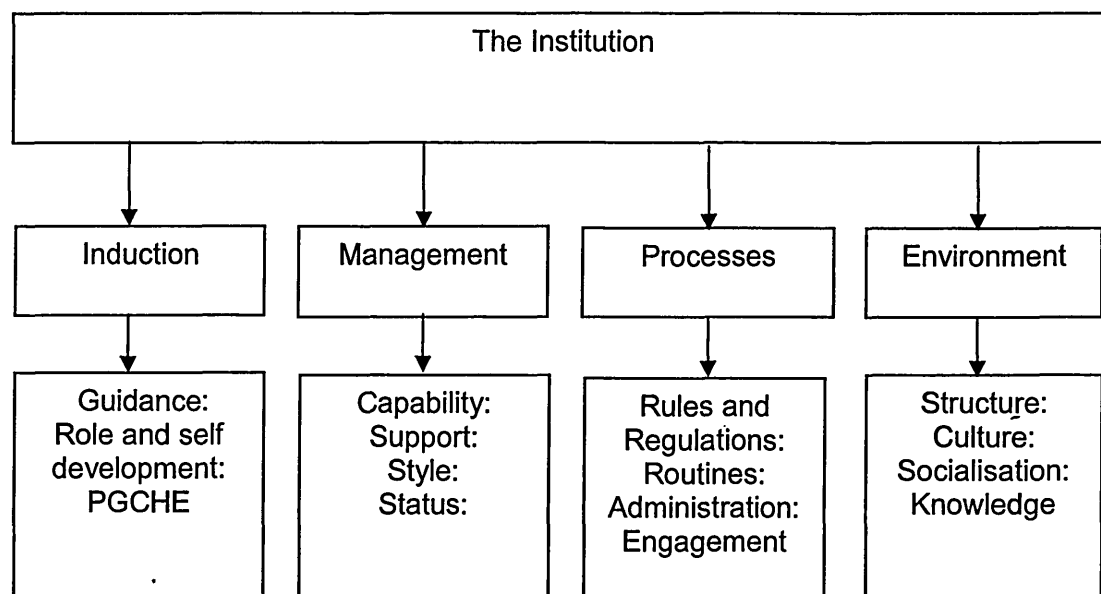 The Institution
Induction
Management
Processes
Environment
Guidance:
Role and self
development:
PGCHE
Capability:
Support:
Style:
Status:
Rules and
Regulations:
Routines:
Administration:
Engagement
Structure:
Culture:
Socialisation:
Knowledge